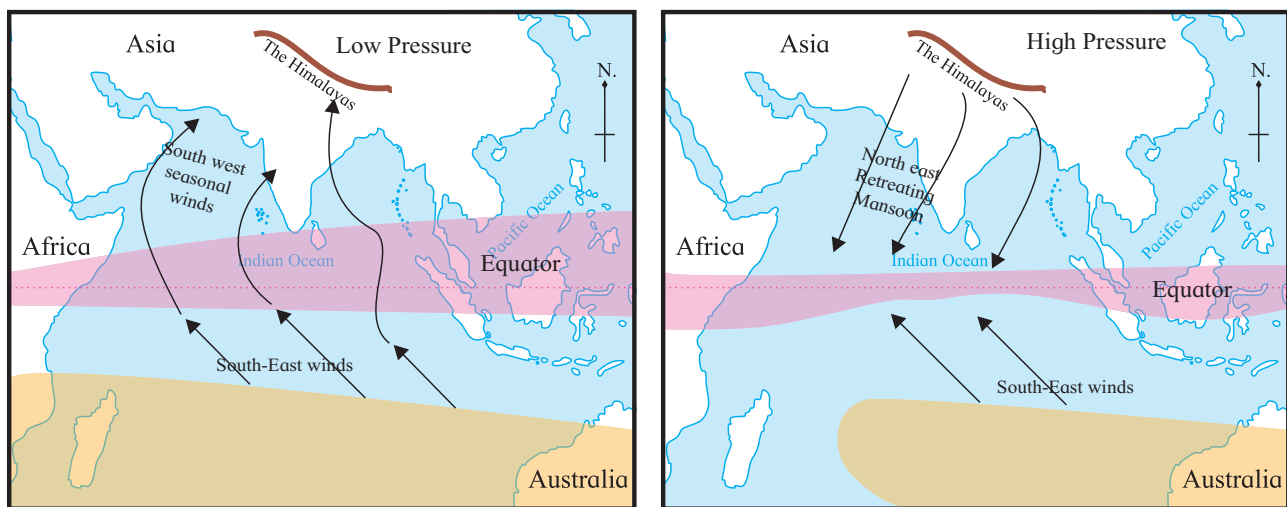 Asia
Low Pressure
The Himalayas
N.
South west
seasonal
winds
Pacific Ocean
Africa
Indian Ocean
Equator
South-East winds
Australia
Asia
High Pressure
The Himalayas
N.
North east
Retreating
Mansoon
Pacific Ocean
Africa
Indian Ocean
Equator
South-East winds
Australia